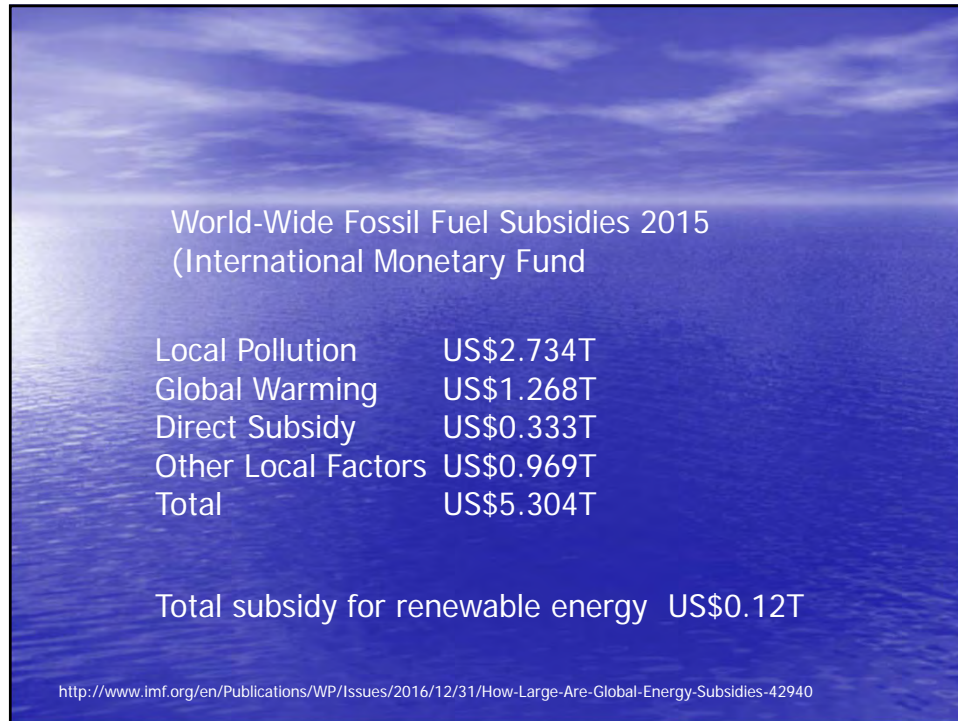 World-Wide Fossil Fuel Subsidies 2015
(International Monetary Fund
Local Pollution US$2.734T
Global Warming US$1.268T
Direct Subsidy US$0.333T
Other Local Factors US$0.969T
Total US$5.304T
Total subsidy for renewable energy US$0.12T
http://www.imf.org/en/Publications/WP/Issues/2016/12/31/How-Large-Are-Global-Energy-Subsidies-42940